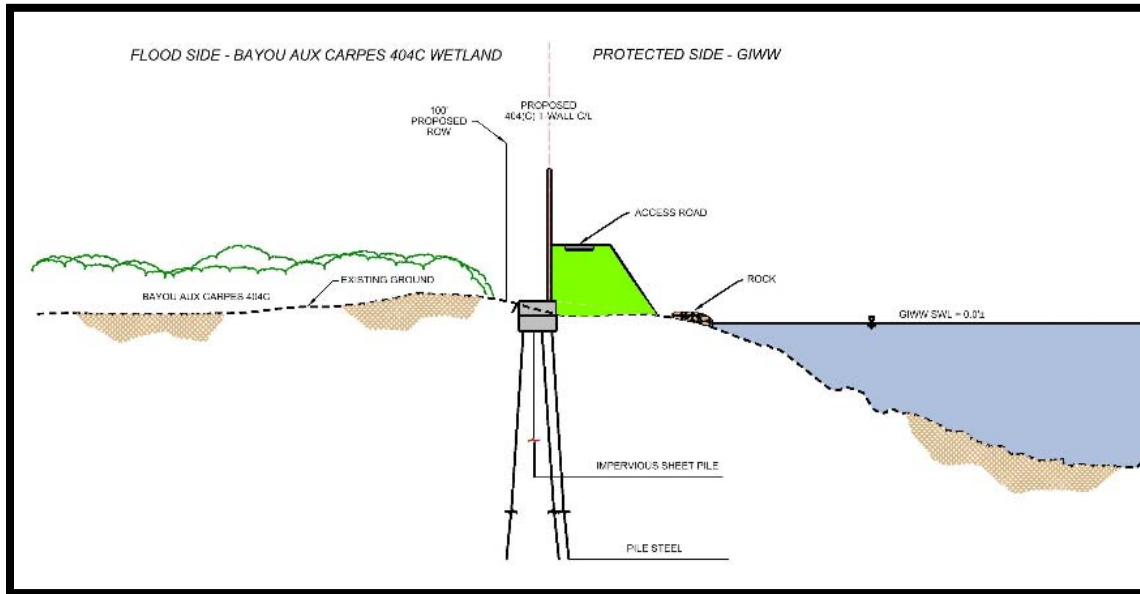 FLOOD SIDE - BAYOU AUX CARPES 404C WETLAND
PROTECTED SIDE - GIWW
100'
PROPOSED
ROW
PROPOSED
404(C) T-WALL C/L
ACCESS ROAD
EXISTING GROUND
BAYOU AUX CARPES 404C
ROCK
GIWW SWL = 0.0'±
IMPERVIOUS SHEET PILE
PILE STEEL